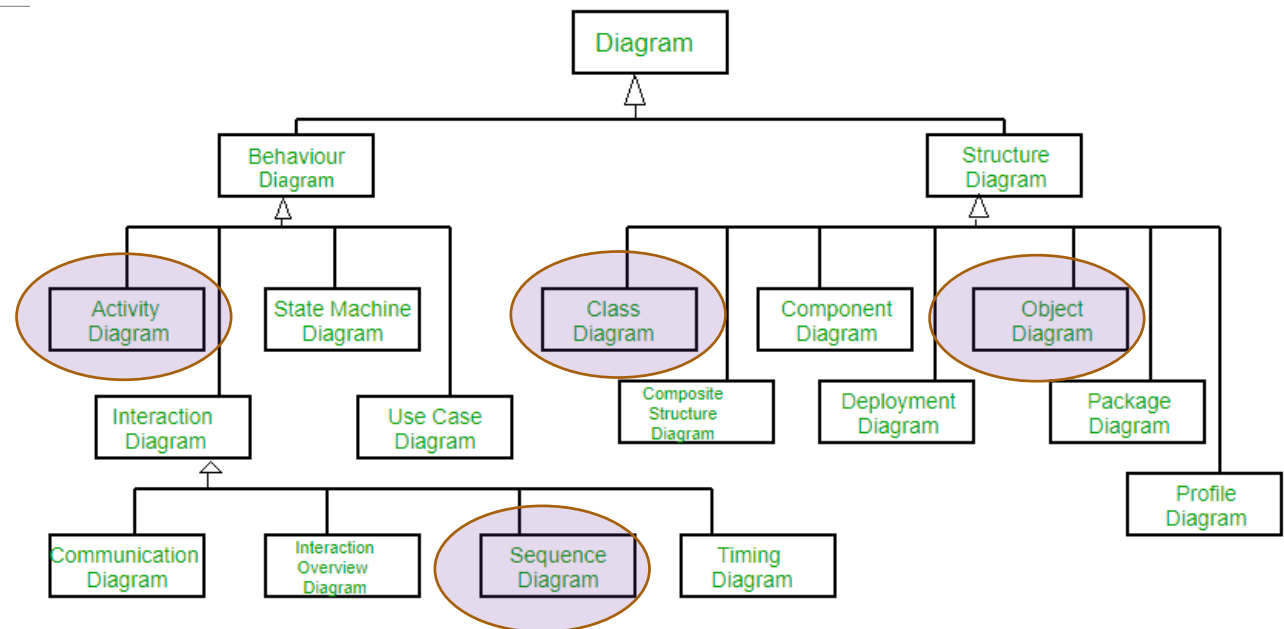 Diagram
Behaviour
Diagram
Structure
Diagram
Activity
Diagram
State Machine
Diagram
Class
Diagram
Component
Diagram
Object
Diagram
Interaction
Diagram
Use Case
Diagram
Composite
Structure
Diagram
Deployment
Diagram
Package
Diagram
Profile
Diagram
Communication
Diagram
Interaction
Overview
Diagram
Sequence
Diagram
Timing
Diagram